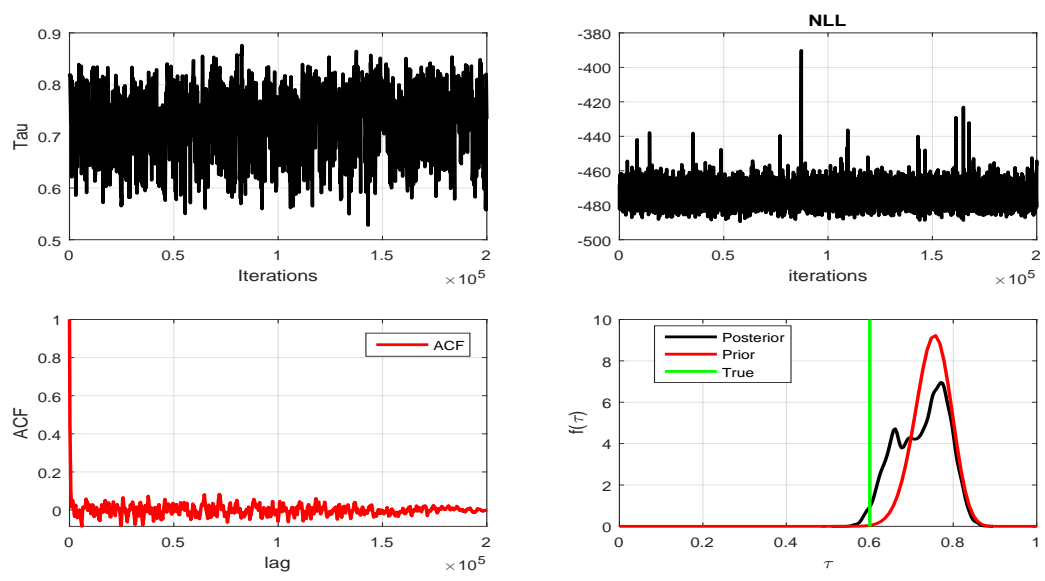 0.9
0.8
0.7
0.6
0.5
Tau
0 0.5 1 1.5 2
Iterations
×10^5
NLL
-380
-400
-420
-440
-460
-480
-500
0 0.5 1 1.5 2
iterations
×10^5
1
0.8
0.6
0.4
0.2
0
ACF
ACF
0 0.5 1 1.5 2
lag
×10^5
10
8
6
4
2
0
f(τ)
Posterior
Prior
True
0 0.2 0.4 0.6 0.8 1
τ